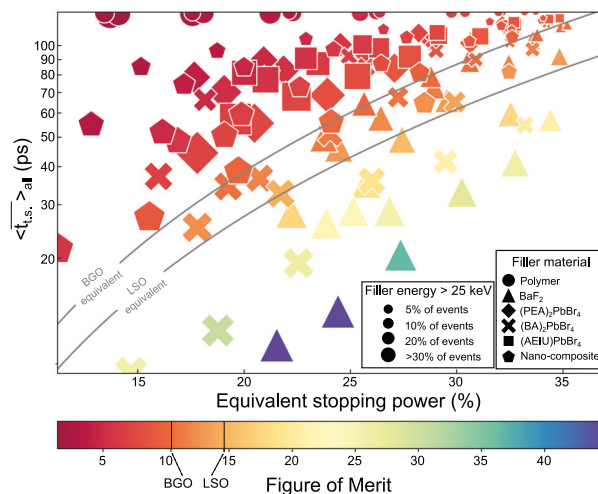 100
90
80
70
60
50
40
30
20
<t̅t.s.>all (ps)
BGO
equivalent
LSO
equivalent
Filler energy > 25 keV
5% of events
10% of events
20% of events
>30% of events
Filler material
Polymer
BaF₂
(PEA)₂PbBr₄
(BA)₂PbBr₄
(AEIU)PbBr₄
Nano-composite
15 20 25 30 35
Equivalent stopping power (%)
5 10 15 20 25 30 35 40
BGO LSO
Figure of Merit